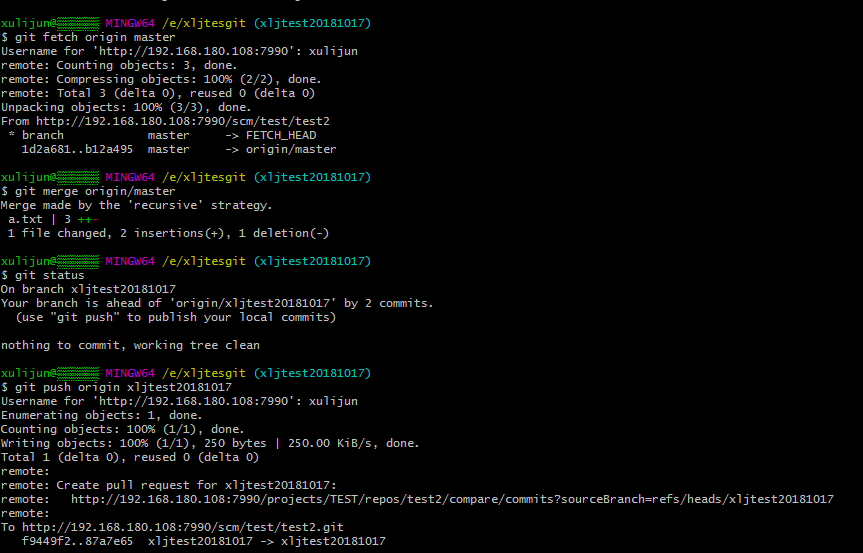 xulijun@▒▒▒▒▒▒ MINGW64 /e/xljtesgit (xljtest20181017)
$ git fetch origin master
Username for 'http://192.168.180.108:7990': xulijun
remote: Counting objects: 3, done.
remote: Compressing objects: 100% (2/2), done.
remote: Total 3 (delta 0), reused 0 (delta 0)
Unpacking objects: 100% (3/3), done.
From http://192.168.180.108:7990/scm/test/test2
 * branch            master     -> FETCH_HEAD
   1d2a681..b12a495  master     -> origin/master
xulijun@▒▒▒▒▒▒ MINGW64 /e/xljtesgit (xljtest20181017)
$ git merge origin/master
Merge made by the 'recursive' strategy.
 a.txt | 3 ++-
 1 file changed, 2 insertions(+), 1 deletion(-)
xulijun@▒▒▒▒▒▒ MINGW64 /e/xljtesgit (xljtest20181017)
$ git status
On branch xljtest20181017
Your branch is ahead of 'origin/xljtest20181017' by 2 commits.
  (use "git push" to publish your local commits)
nothing to commit, working tree clean
xulijun@▒▒▒▒▒▒ MINGW64 /e/xljtesgit (xljtest20181017)
$ git push origin xljtest20181017
Username for 'http://192.168.180.108:7990': xulijun
Enumerating objects: 1, done.
Counting objects: 100% (1/1), done.
Writing objects: 100% (1/1), 250 bytes | 250.00 KiB/s, done.
Total 1 (delta 0), reused 0 (delta 0)
remote:
remote: Create pull request for xljtest20181017:
remote:   http://192.168.180.108:7990/projects/TEST/repos/test2/compare/commits?sourceBranch=refs/heads/xljtest20181017
remote:
To http://192.168.180.108:7990/scm/test/test2.git
   f9449f2..87a7e65  xljtest20181017 -> xljtest20181017